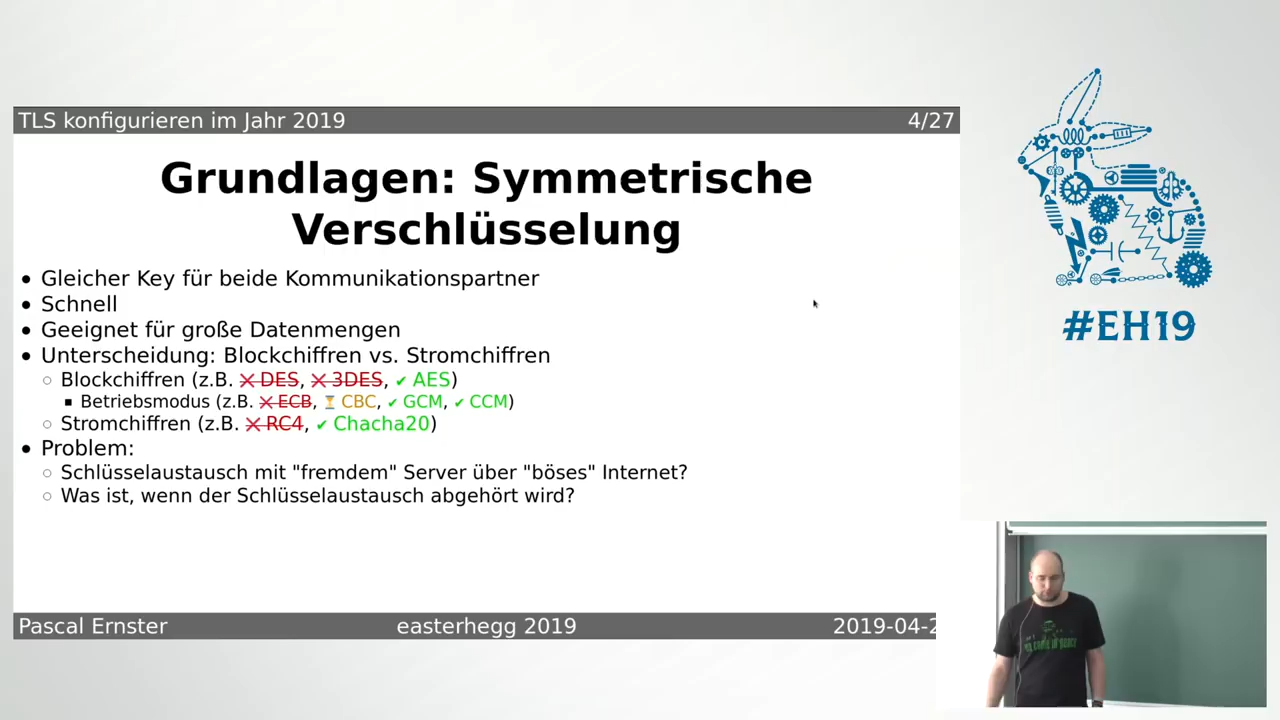 TLS konfigurieren im Jahr 2019 4/27
Grundlagen: Symmetrische
Verschlüsselung
• Gleicher Key für beide Kommunikationspartner
• Schnell
• Geeignet für große Datenmengen
• Unterscheidung: Blockchiffren vs. Stromchiffren
○ Blockchiffren (z.B. ❌ DES, ❌ 3DES, ✔ AES)
▪ Betriebsmodus (z.B. ❌ ECB, ⏳ CBC, ✔ GCM, ✔ CCM)
○ Stromchiffren (z.B. ❌ RC4, ✔ Chacha20)
• Problem:
○ Schlüsselaustausch mit "fremdem" Server über "böses" Internet?
○ Was ist, wenn der Schlüsselaustausch abgehört wird?
Pascal Ernster easterhegg 2019 2019-04-2
#EH19